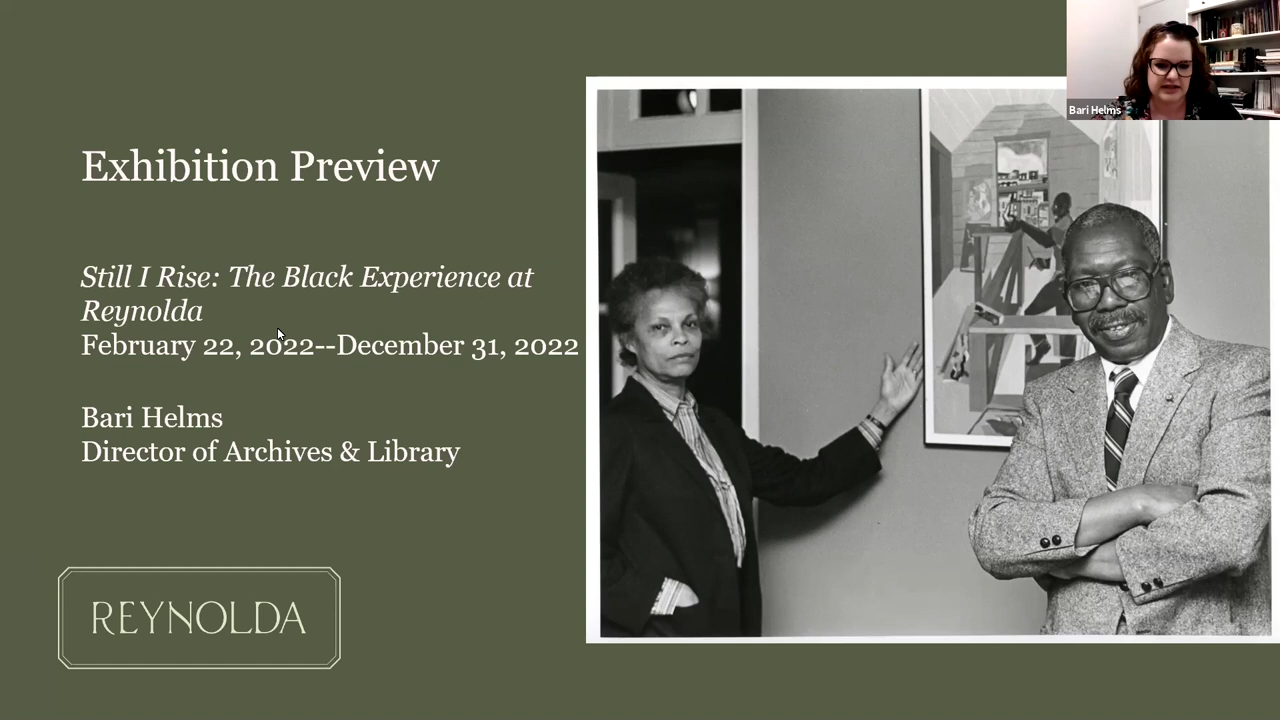 Exhibition Preview
Still I Rise: The Black Experience at
Reynolda
February 22, 2022--December 31, 2022
Bari Helms
Director of Archives & Library
REYNOLDA
Bari Helms